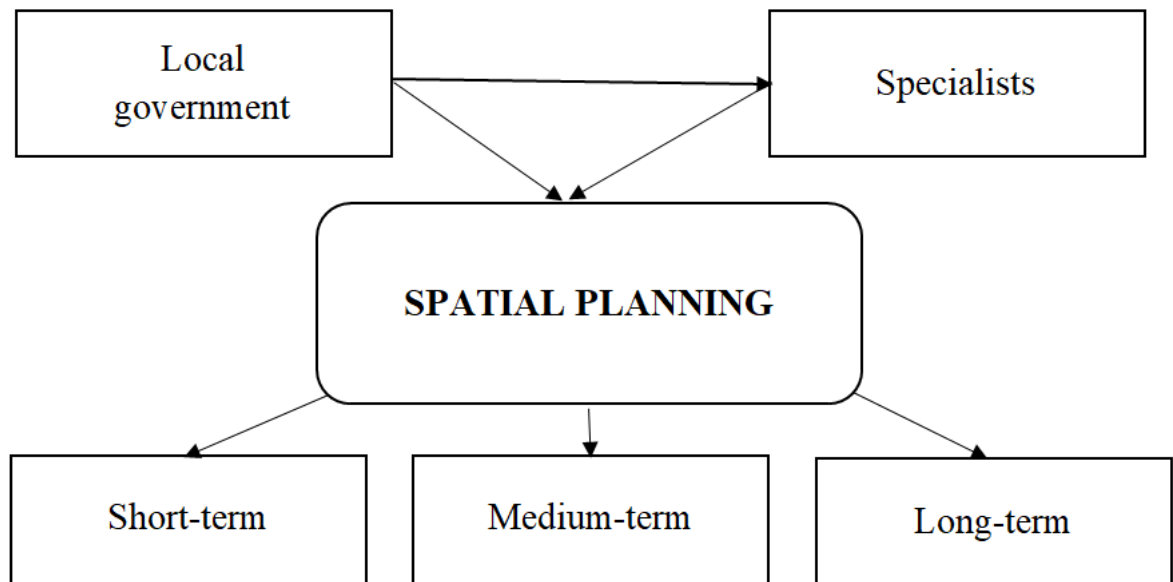 Local
government
Specialists
SPATIAL PLANNING
Short-term
Medium-term
Long-term